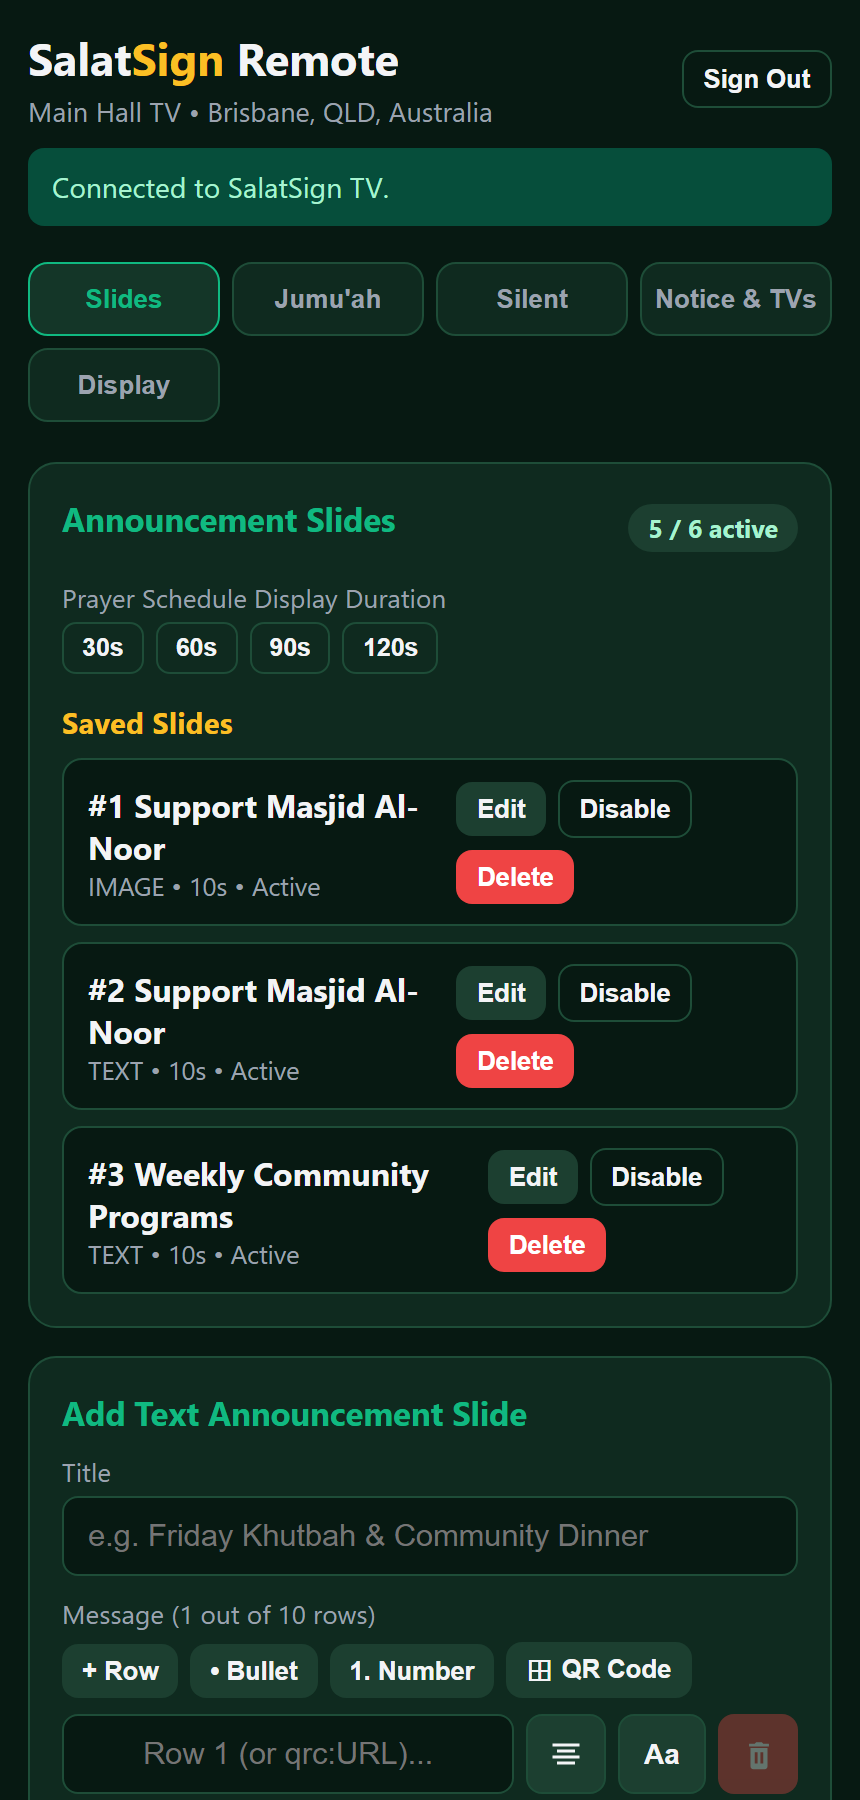 SalatSign Remote
Main Hall TV • Brisbane, QLD, Australia
Sign Out
Connected to SalatSign TV.
Slides
Jumu'ah
Silent
Notice & TVs
Display
Announcement Slides
5 / 6 active
Prayer Schedule Display Duration
30s
60s
90s
120s
Saved Slides
#1 Support Masjid Al-
Noor
IMAGE • 10s • Active
Edit
Disable
Delete
#2 Support Masjid Al-
Noor
TEXT • 10s • Active
Edit
Disable
Delete
#3 Weekly Community
Programs
TEXT • 10s • Active
Edit
Disable
Delete
Add Text Announcement Slide
Title
e.g. Friday Khutbah & Community Dinner
Message (1 out of 10 rows)
+ Row
• Bullet
1. Number
QR Code
Row 1 (or qrc:URL)...
Aa